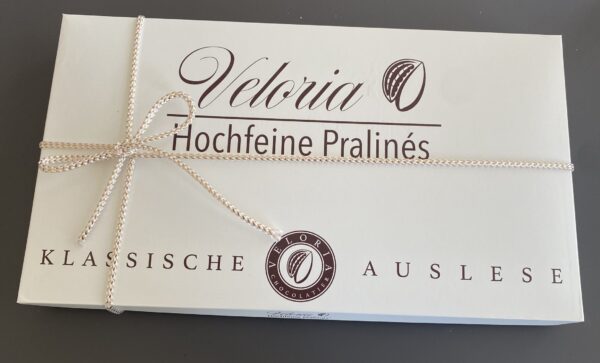 Veloria
Hochfeine Pralinés
KLASSISCHE AUSLESE
VELORIA
CHOCOLATIER